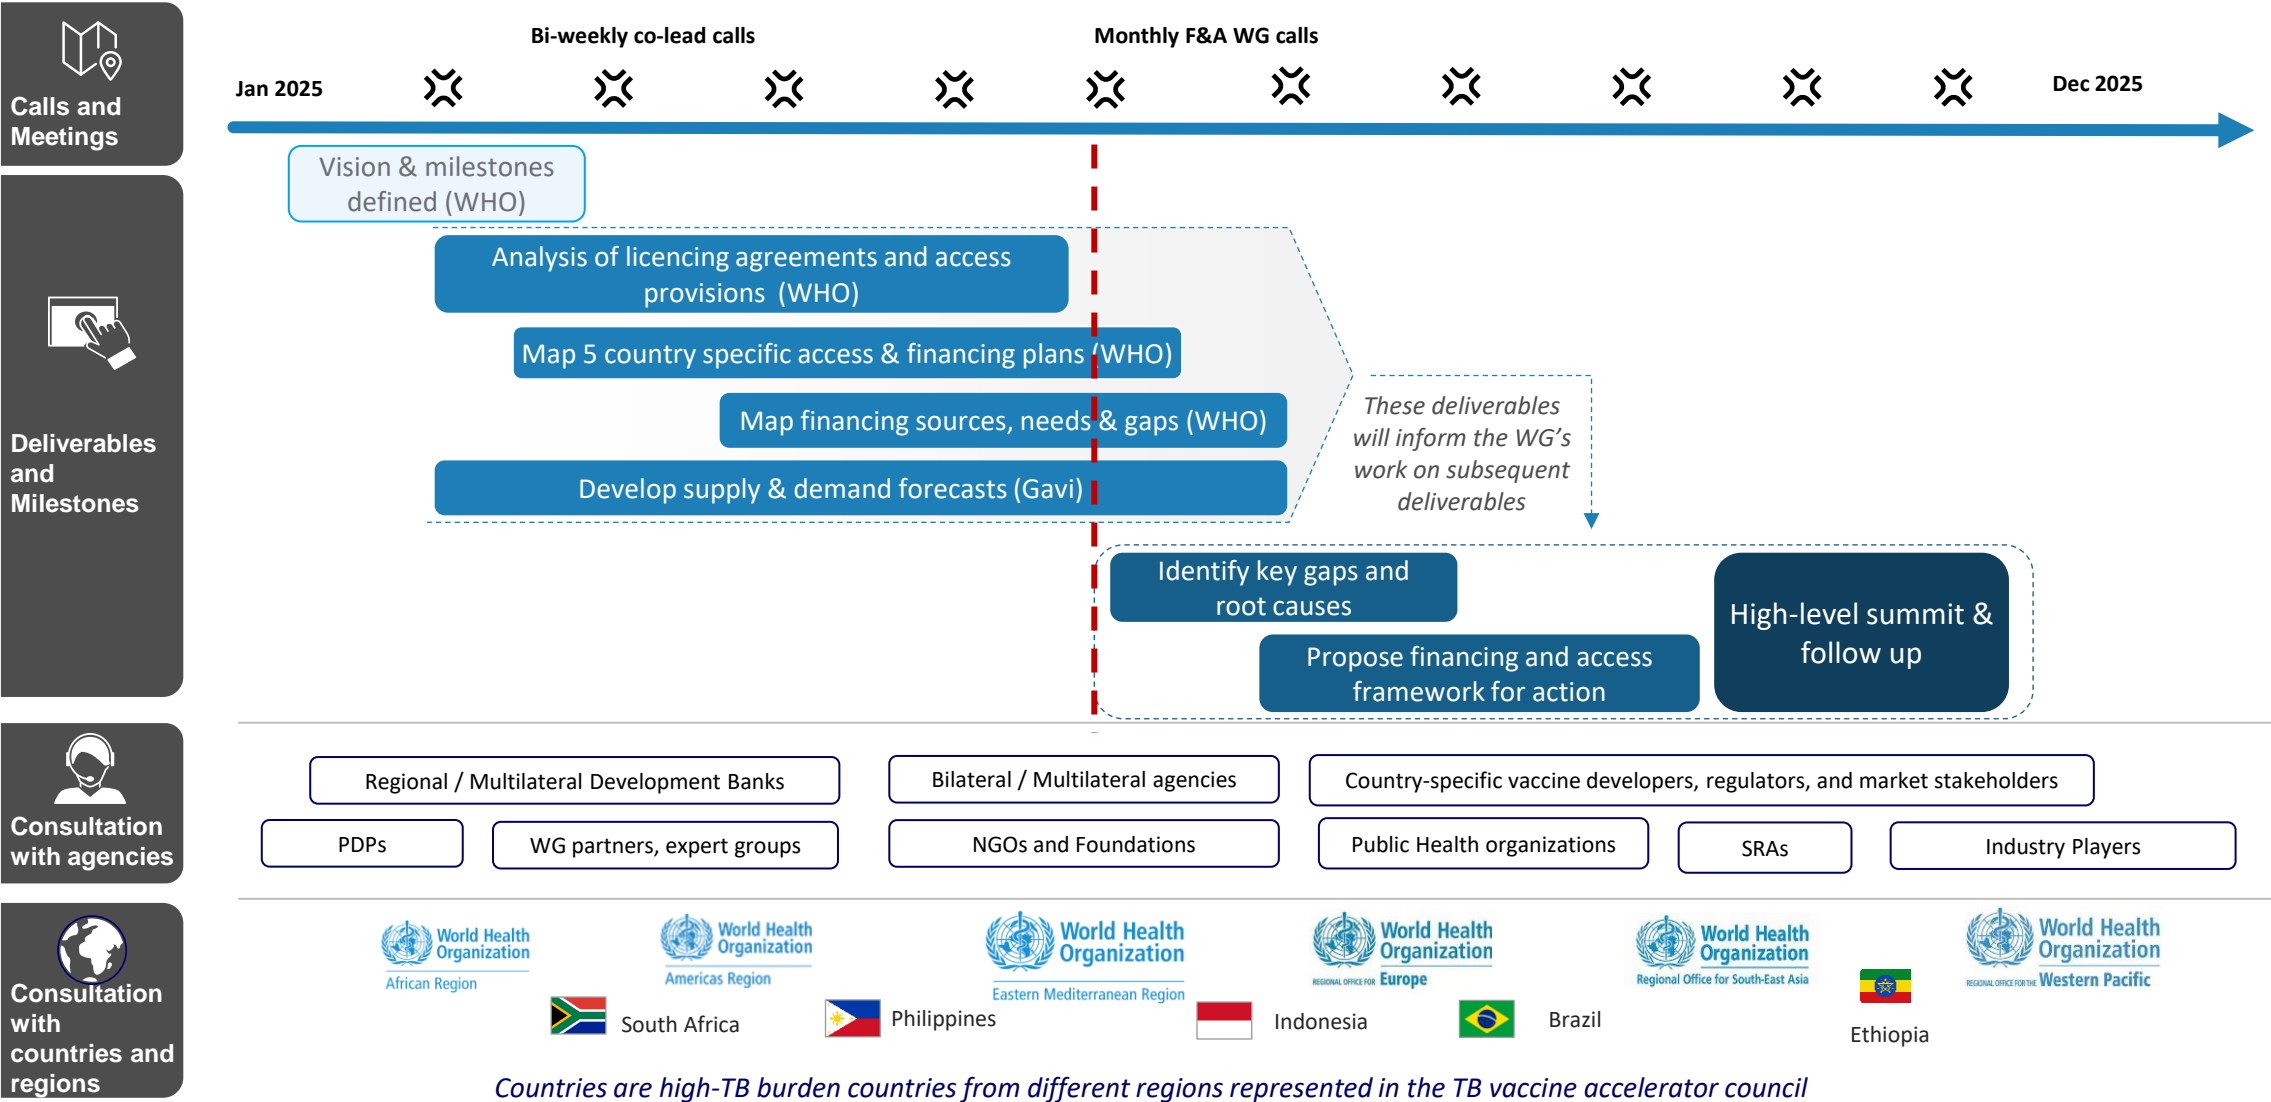 Bi-weekly co-lead calls
Monthly F&A WG calls
Calls and
Meetings
Jan 2025
Dec 2025
Vision & milestones
defined (WHO)
Deliverables
and
Milestones
Analysis of licencing agreements and access
provisions (WHO)
Map 5 country specific access & financing plans (WHO)
Map financing sources, needs & gaps (WHO)
Develop supply & demand forecasts (Gavi)
These deliverables
will inform the WG’s
work on subsequent
deliverables
Identify key gaps and
root causes
Propose financing and access
framework for action
High-level summit &
follow up
Consultation
with agencies
Regional / Multilateral Development Banks
Bilateral / Multilateral agencies
Country-specific vaccine developers, regulators, and market stakeholders
PDPs
WG partners, expert groups
NGOs and Foundations
Public Health organizations
SRAs
Industry Players
Consultation
with
countries and
regions
World Health
Organization
African Region
World Health
Organization
Americas Region
World Health
Organization
Eastern Mediterranean Region
World Health
Organization
REGIONAL OFFICE FOR Europe
World Health
Organization
Regional Office for South-East Asia
World Health
Organization
REGIONAL OFFICE FOR THE Western Pacific
South Africa
Philippines
Indonesia
Brazil
Ethiopia
Countries are high-TB burden countries from different regions represented in the TB vaccine accelerator council